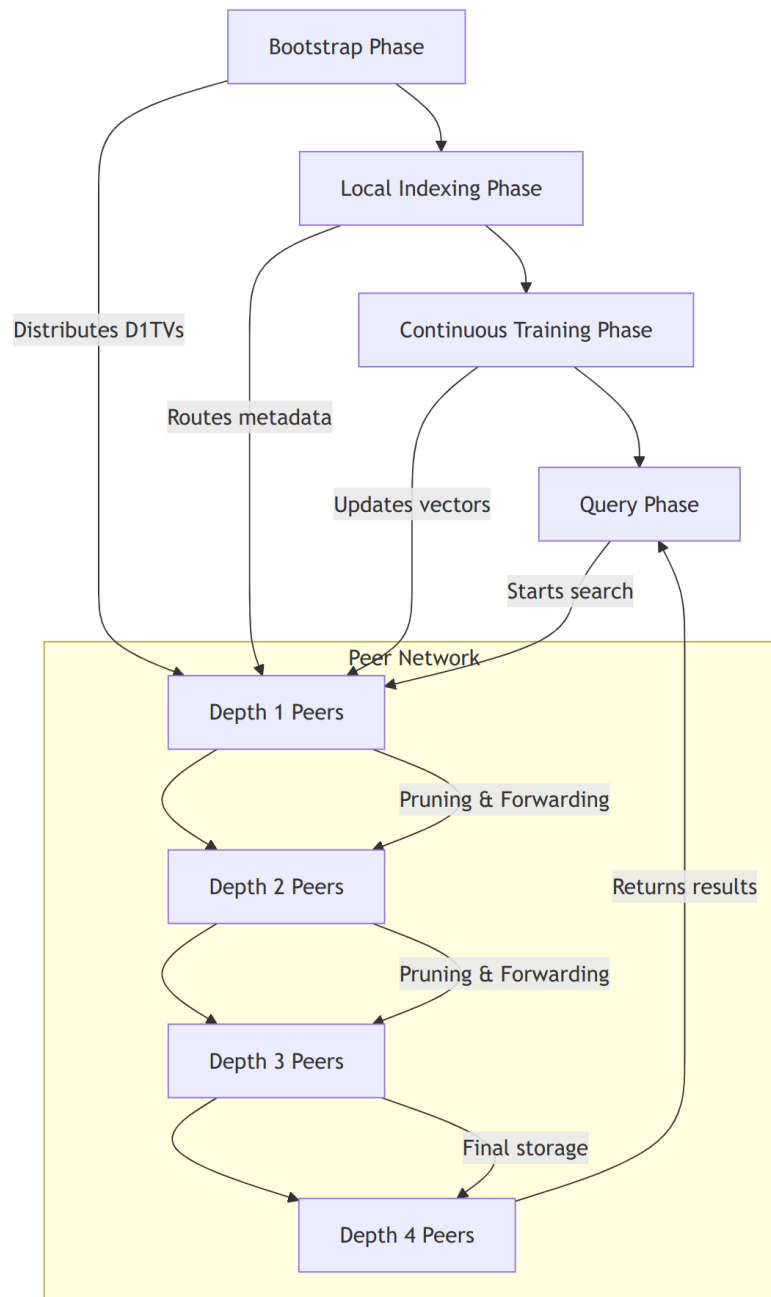 Bootstrap Phase
Local Indexing Phase
Distributes D1TVs
Continuous Training Phase
Routes metadata
Updates vectors
Query Phase
Starts search
Peer Network
Depth 1 Peers
Pruning & Forwarding
Depth 2 Peers
Returns results
Pruning & Forwarding
Depth 3 Peers
Final storage
Depth 4 Peers